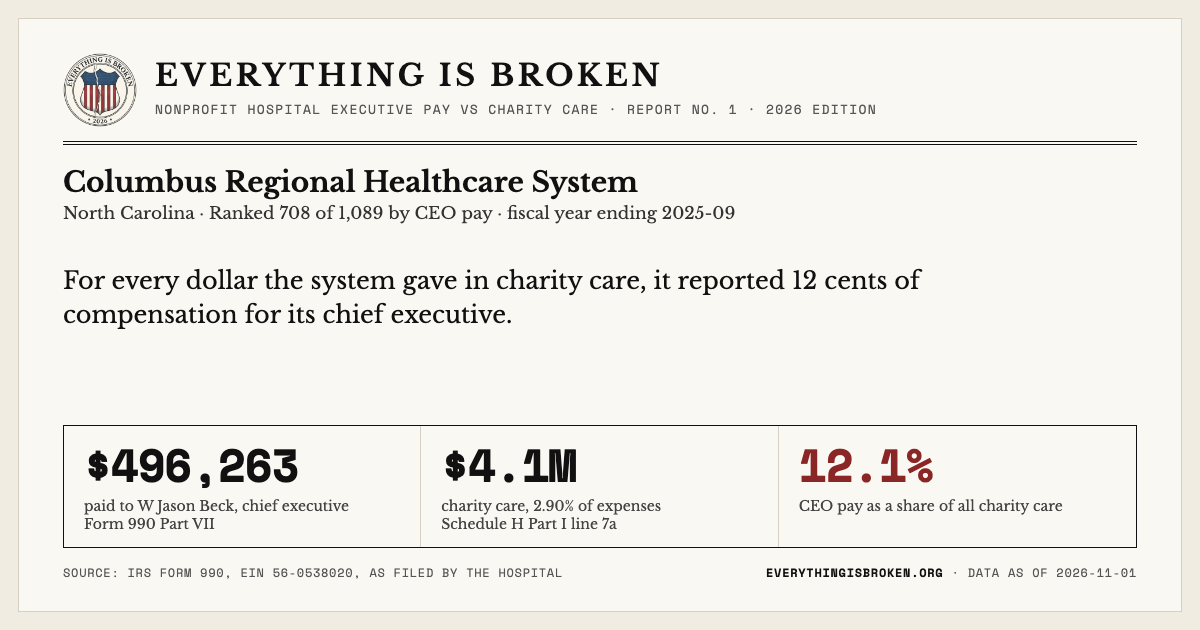 EVERYTHING IS BROKEN
2026
EVERYTHING IS BROKEN
NONPROFIT HOSPITAL EXECUTIVE PAY VS CHARITY CARE · REPORT NO. 1 · 2026 EDITION
Columbus Regional Healthcare System
North Carolina · Ranked 708 of 1,089 by CEO pay · fiscal year ending 2025-09
For every dollar the system gave in charity care, it reported 12 cents of
compensation for its chief executive.
$496,263
paid to W Jason Beck, chief executive
Form 990 Part VII
$4.1M
charity care, 2.90% of expenses
Schedule H Part I line 7a
12.1%
CEO pay as a share of all charity care
SOURCE: IRS FORM 990, EIN 56-0538020, AS FILED BY THE HOSPITAL
EVERYTHINGISBROKEN.ORG · DATA AS OF 2026-11-01